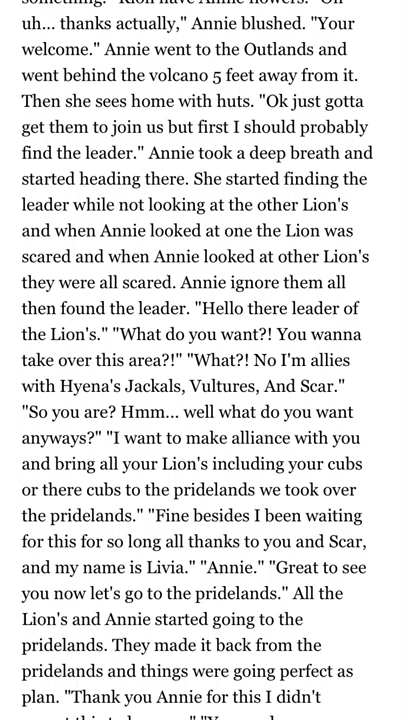 uh... thanks actually," Annie blushed. "Your
welcome." Annie went to the Outlands and
went behind the volcano 5 feet away from it.
Then she sees home with huts. "Ok just gotta
get them to join us but first I should probably
find the leader." Annie took a deep breath and
started heading there. She started finding the
leader while not looking at the other Lion's
and when Annie looked at one the Lion was
scared and when Annie looked at other Lion's
they were all scared. Annie ignore them all
then found the leader. "Hello there leader of
the Lion's." "What do you want?! You wanna
take over this area?!" "What?! No I'm allies
with Hyena's Jackals, Vultures, And Scar."
"So you are? Hmm... well what do you want
anyways?" "I want to make alliance with you
and bring all your Lion's including your cubs
or there cubs to the pridelands we took over
the pridelands." "Fine besides I been waiting
for this for so long all thanks to you and Scar,
and my name is Livia." "Annie." "Great to see
you now let's go to the pridelands." All the
Lion's and Annie started going to the
pridelands. They made it back from the
pridelands and things were going perfect as
plan. "Thank you Annie for this I didn't